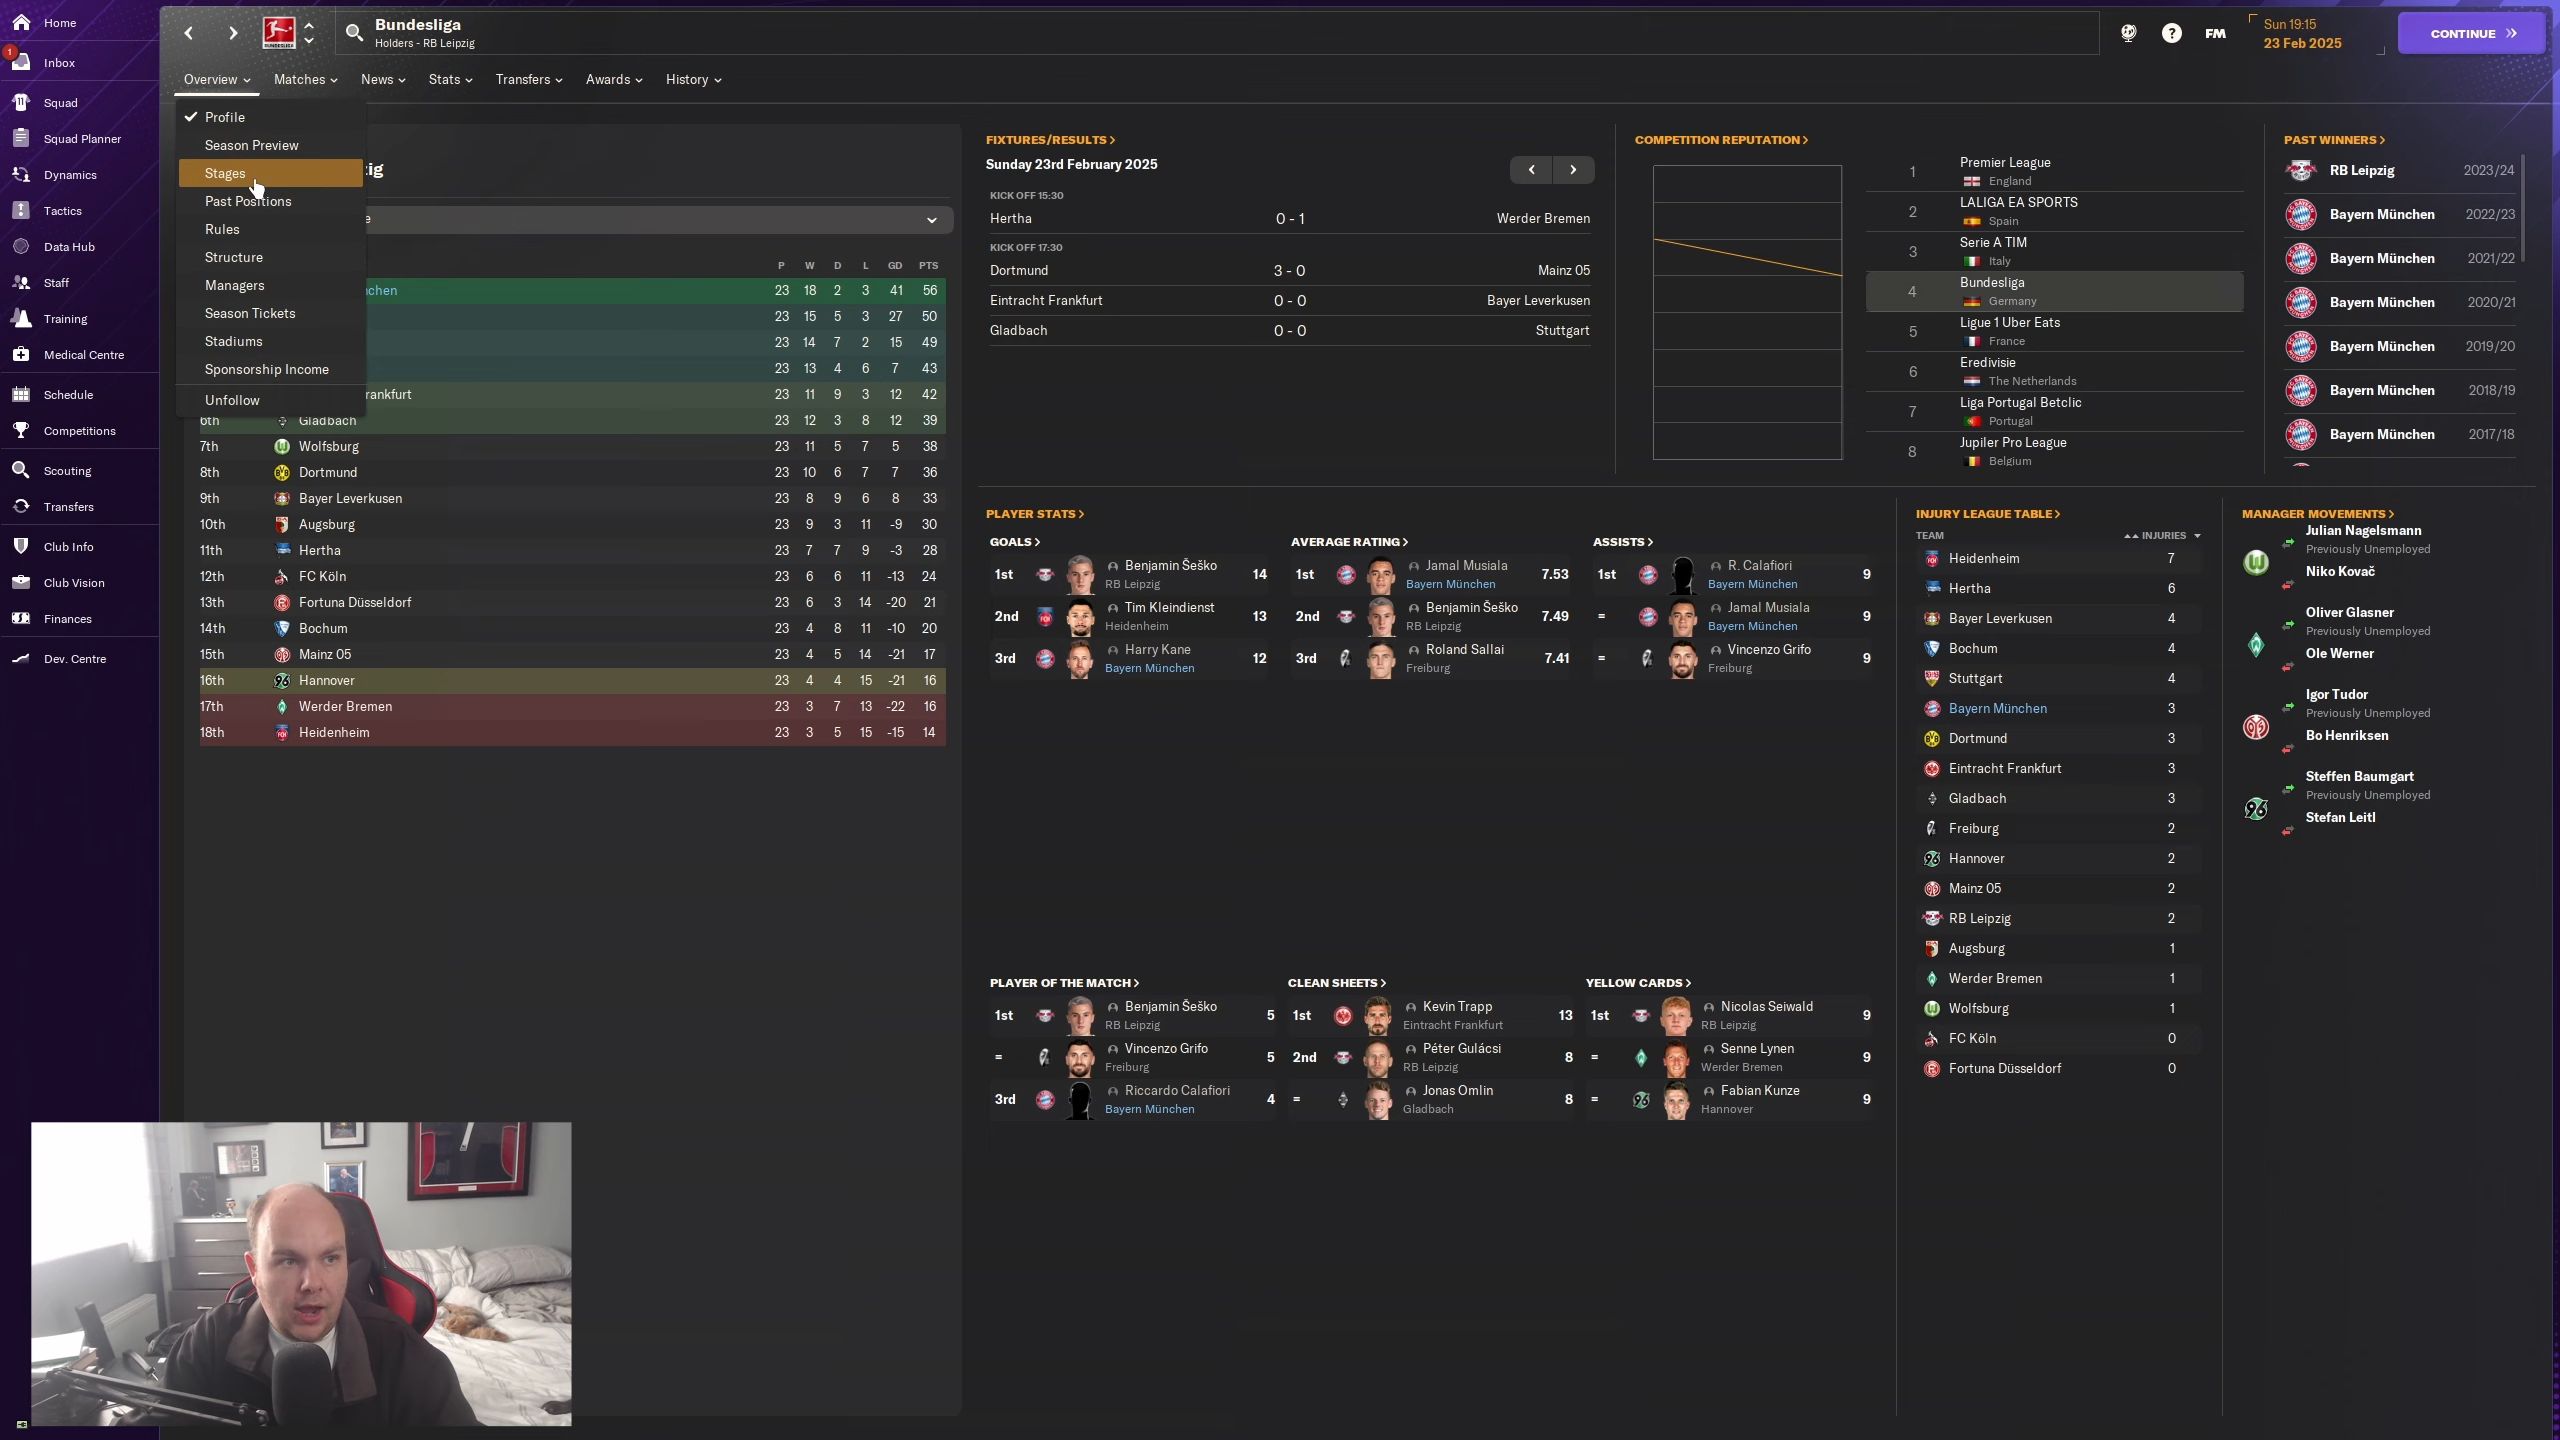 Home
1
Inbox
Squad
Squad Planner
Dynamics
Tactics
Data Hub
Staff
Training
Medical Centre
Schedule
Competitions
Scouting
Transfers
Club Info
Club Vision
Finances
Dev. Centre
Bundesliga
Holders - RB Leipzig
FM
Sun 19:15
23 Feb 2025
CONTINUE
Overview
Matches
News
Stats
Transfers
Awards
History
Profile
Season Preview
Stages
Past Positions
Rules
Structure
Managers
Season Tickets
Stadiums
Sponsorship Income
Unfollow
zig
e
P W D L GD PTS
nchen 23 18 2 3 41 56
23 15 5 3 27 50
23 14 7 2 15 49
23 13 4 6 7 43
rankfurt 23 11 9 3 12 42
6th Gladbach 23 12 3 8 12 39
7th Wolfsburg 23 11 5 7 5 38
8th Dortmund 23 10 6 7 7 36
9th Bayer Leverkusen 23 8 9 6 8 33
10th Augsburg 23 9 3 11 -9 30
11th Hertha 23 7 7 9 -3 28
12th FC Köln 23 6 6 11 -13 24
13th Fortuna Düsseldorf 23 6 3 14 -20 21
14th Bochum 23 4 8 11 -10 20
15th Mainz 05 23 4 5 14 -21 17
16th Hannover 23 4 4 15 -21 16
17th Werder Bremen 23 3 7 13 -22 16
18th Heidenheim 23 3 5 15 -15 14
FIXTURES/RESULTS
Sunday 23rd February 2025
KICK OFF 15:30
Hertha 0 - 1 Werder Bremen
KICK OFF 17:30
Dortmund 3 - 0 Mainz 05
Eintracht Frankfurt 0 - 0 Bayer Leverkusen
Gladbach 0 - 0 Stuttgart
COMPETITION REPUTATION
1 Premier League
England
2 LALIGA EA SPORTS
Spain
3 Serie A TIM
Italy
4 Bundesliga
Germany
5 Ligue 1 Uber Eats
France
6 Eredivisie
The Netherlands
7 Liga Portugal Betclic
Portugal
8 Jupiler Pro League
Belgium
PAST WINNERS
RB Leipzig 2023/24
Bayern München 2022/23
Bayern München 2021/22
Bayern München 2020/21
Bayern München 2019/20
Bayern München 2018/19
Bayern München 2017/18
PLAYER STATS
GOALS
1st Benjamin Šeško 14
RB Leipzig
2nd Tim Kleindienst 13
Heidenheim
3rd Harry Kane 12
Bayern München
AVERAGE RATING
1st Jamal Musiala 7.53
Bayern München
2nd Benjamin Šeško 7.49
RB Leipzig
3rd Roland Sallai 7.41
Freiburg
ASSISTS
1st R. Calafiori 9
Bayern München
= Jamal Musiala 9
Bayern München
= Vincenzo Grifo 9
Freiburg
PLAYER OF THE MATCH
1st Benjamin Šeško 5
RB Leipzig
= Vincenzo Grifo 5
Freiburg
3rd Riccardo Calafiori 4
Bayern München
CLEAN SHEETS
1st Kevin Trapp 13
Eintracht Frankfurt
2nd Péter Gulácsi 8
RB Leipzig
= Jonas Omlin 8
Gladbach
YELLOW CARDS
1st Nicolas Seiwald 9
RB Leipzig
= Senne Lynen 9
Werder Bremen
= Fabian Kunze 9
Hannover
INJURY LEAGUE TABLE
TEAM INJURIES
Heidenheim 7
Hertha 6
Bayer Leverkusen 4
Bochum 4
Stuttgart 4
Bayern München 3
Dortmund 3
Eintracht Frankfurt 3
Gladbach 3
Freiburg 2
Hannover 2
Mainz 05 2
RB Leipzig 2
Augsburg 1
Werder Bremen 1
Wolfsburg 1
FC Köln 0
Fortuna Düsseldorf 0
MANAGER MOVEMENTS
Julian Nagelsmann
Previously Unemployed
Niko Kovač
Oliver Glasner
Previously Unemployed
Ole Werner
Igor Tudor
Previously Unemployed
Bo Henriksen
Steffen Baumgart
Previously Unemployed
Stefan Leitl